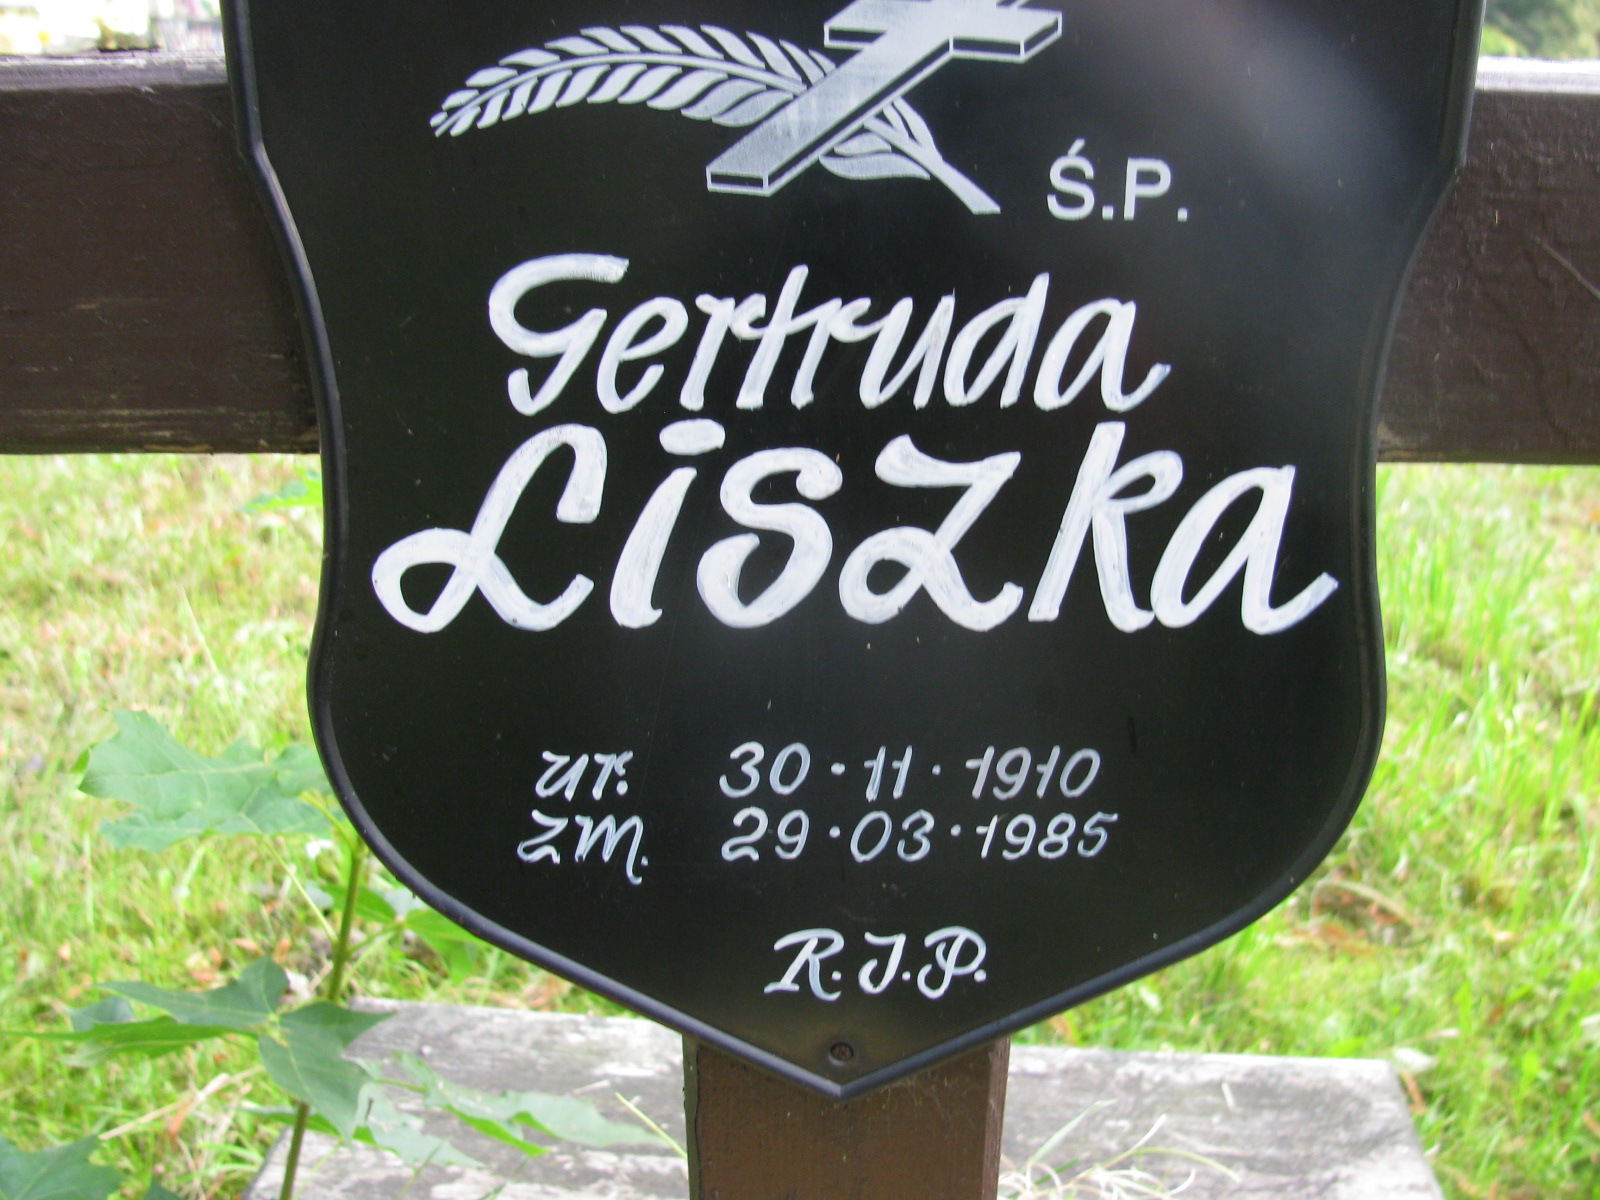 Ś.P.
Gertruda
Liszka
ur. 30·11·1910
zm. 29·03·1985
R.I.P.